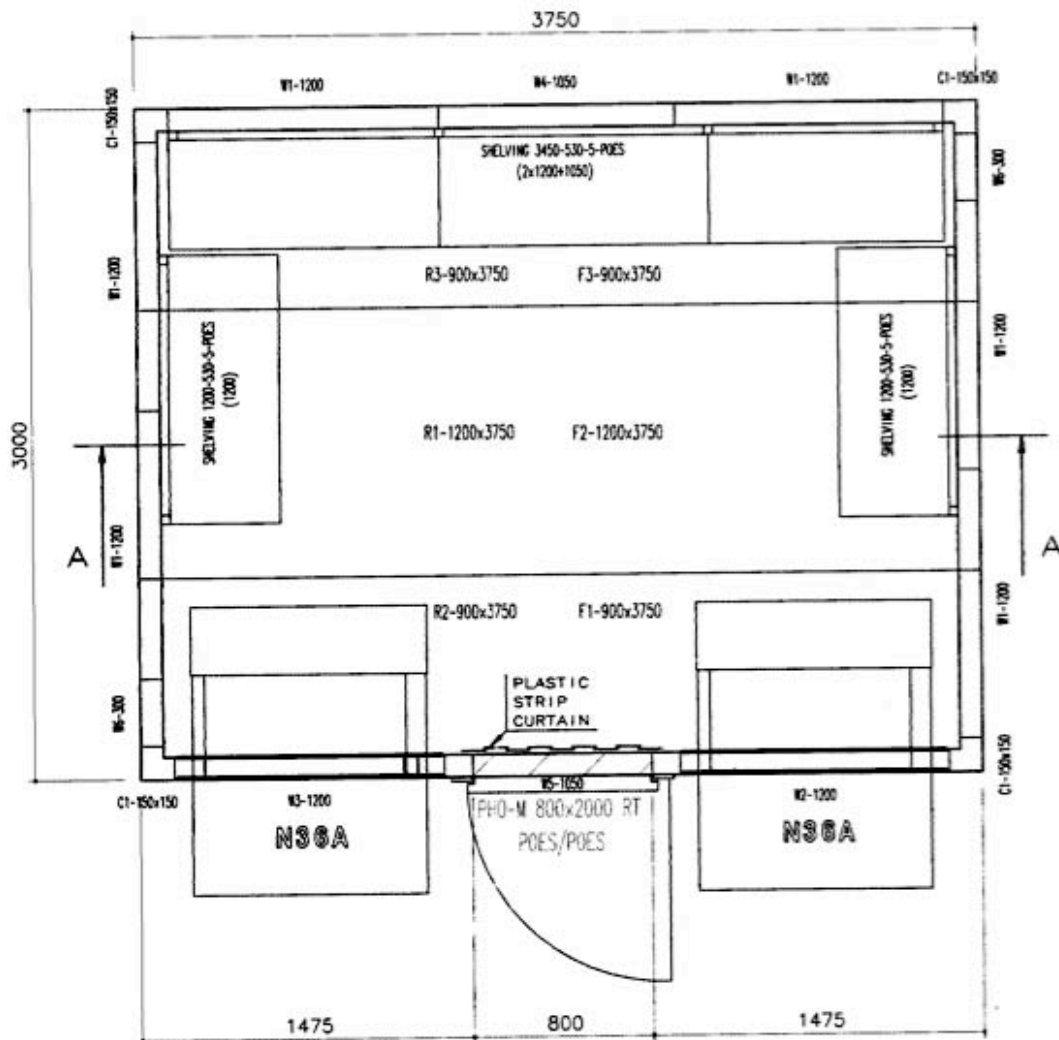 3750
W1-1200
W4-1050
W1-1200
C1-150x150
C1-150x150
SHELVING 3450-530-5-POES
(2x1200+1050)
W6-300
W1-1200
R3-900x3750
F3-900x3750
SHELVING 1200-530-5-POES
(1200)
SHELVING 1200-530-5-POES
(1200)
W1-1200
3000
R1-1200x3750
F2-1200x3750
A
A
W1-1200
W1-1200
R2-900x3750
F1-900x3750
PLASTIC
STRIP
CURTAIN
W6-300
C1-150x150
W3-1200
W5-1050
W2-1200
C1-150x150
N36A
PHO-M 800x2000 RT
POES/POES
N36A
1475
800
1475